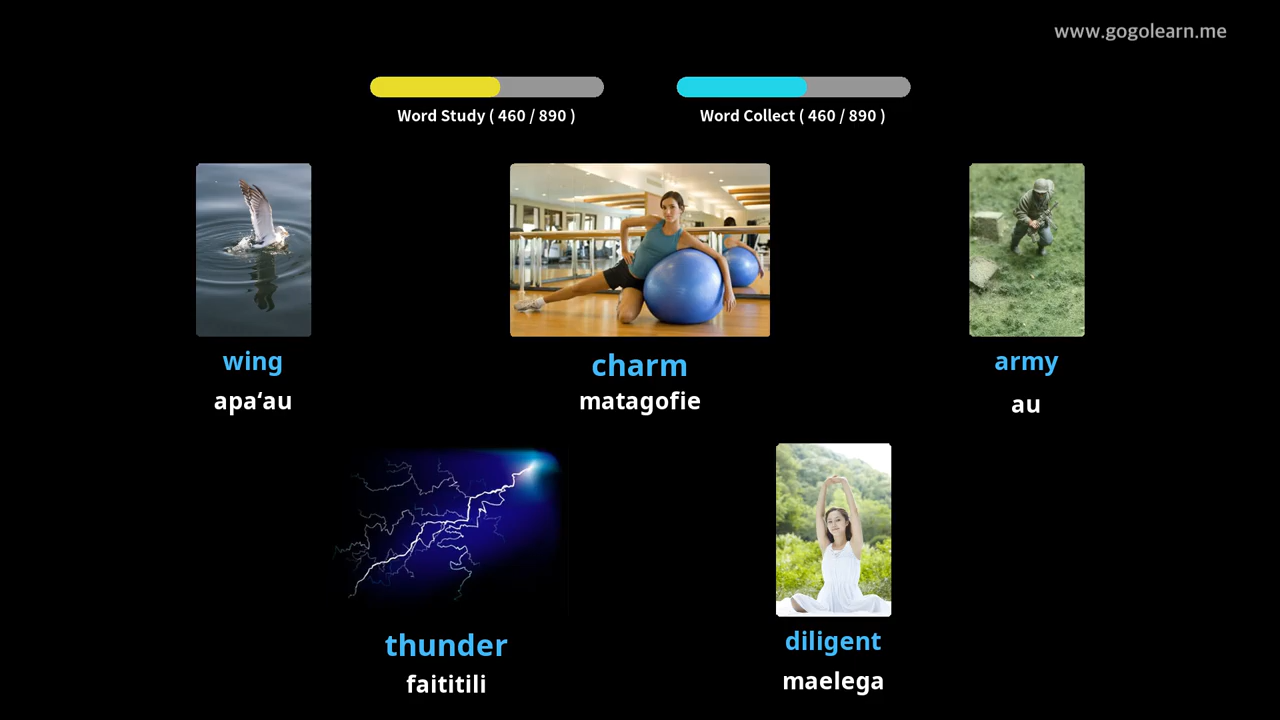 www.gogolearn.me
Word Study ( 460 / 890 )
Word Collect ( 460 / 890 )
wing
apa‘au
charm
matagofie
army
au
thunder
faititili
diligent
maelega